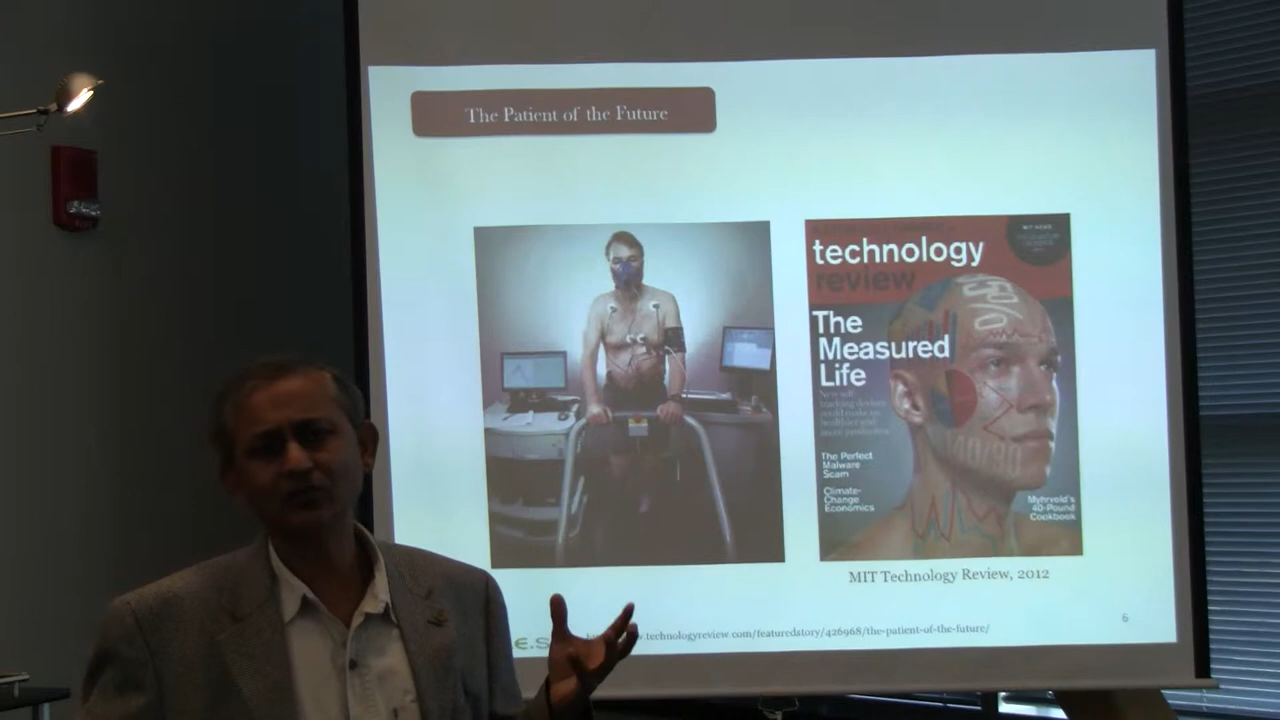 The Patient of the Future
technology
review
The
Measured
Life
The Perfect
Malware
Scam
Climate-
Change
Economics
Myhrvold's
40-Pound
Cookbook
MIT Technology Review, 2012
.technologyreview.com/featuredstory/426968/the-patient-of-the-future/
6